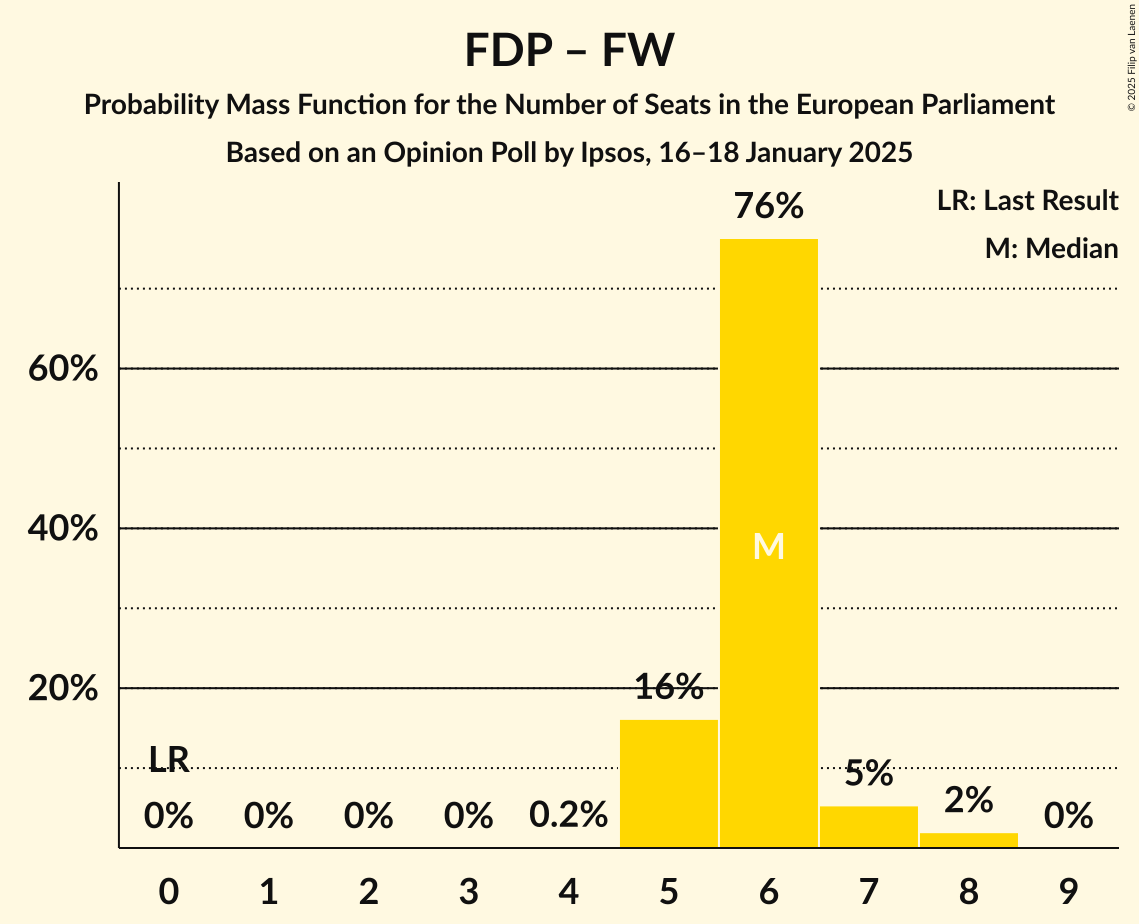 FDP – FW
Probability Mass Function for the Number of Seats in the European Parliament
Based on an Opinion Poll by Ipsos, 16–18 January 2025
© 2025 Filip van Laenen
LR: Last Result
M: Median
76%
60%
40%
M
20%
16%
LR
5%
2%
0% 0% 0% 0% 0.2% 0%
0 1 2 3 4 5 6 7 8 9